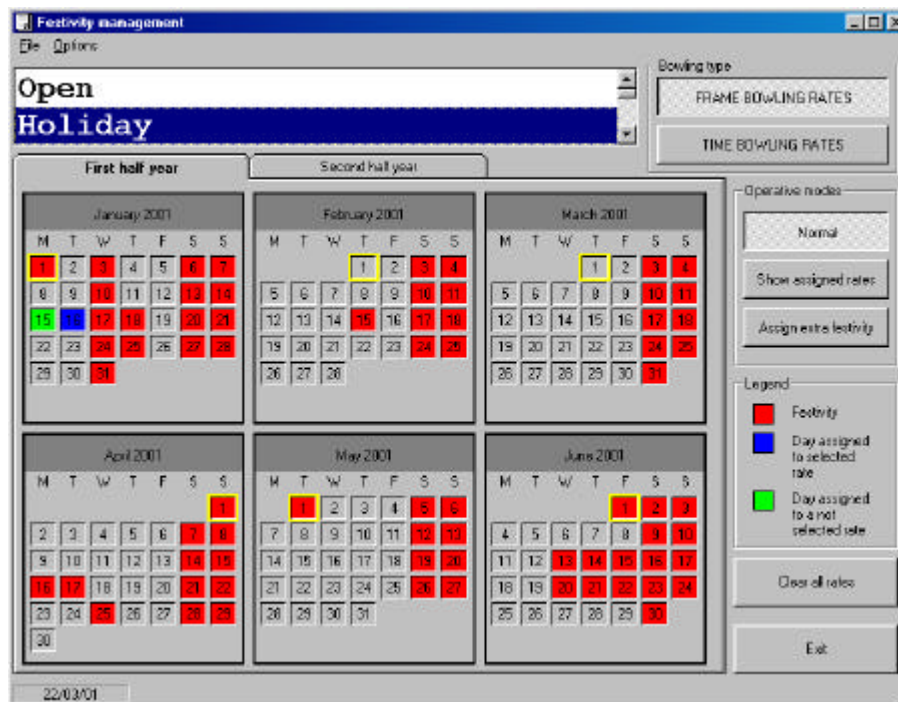 Festivity management
File Options
Open
Holiday
Bowling type
FRAME BOWLING RATES
TIME BOWLING RATES
First half year Second half year
January 2001
M T W T F S S
1 2 3 4 5 6 7
8 9 10 11 12 13 14
15 16 17 18 19 20 21
22 23 24 25 26 27 28
29 30 31
February 2001
M T W T F S S
1 2 3 4
5 6 7 8 9 10 11
12 13 14 15 16 17 18
19 20 21 22 23 24 25
26 27 28
March 2001
M T W T F S S
1 2 3 4
5 6 7 8 9 10 11
12 13 14 15 16 17 18
19 20 21 22 23 24 25
26 27 28 29 30 31
April 2001
M T W T F S S
1
2 3 4 5 6 7 8
9 10 11 12 13 14 15
16 17 18 19 20 21 22
23 24 25 26 27 28 29
30
May 2001
M T W T F S S
1 2 3 4 5 6
7 8 9 10 11 12 13
14 15 16 17 18 19 20
21 22 23 24 25 26 27
28 29 30 31
June 2001
M T W T F S S
1 2 3
4 5 6 7 8 9 10
11 12 13 14 15 16 17
18 19 20 21 22 23 24
25 26 27 28 29 30
Operative modes
Normal
Show assigned rates
Assign extra festivity
Legend
Festivity
Day assigned
to selected
rate
Day assigned
to a not
selected rate
Clear all rates
Exit
22/03/01